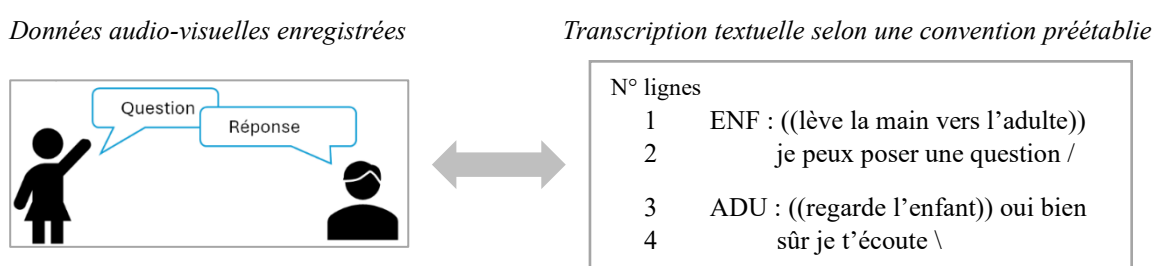 Données audio-visuelles enregistrées
Transcription textuelle selon une convention préétablie
Question
Réponse
N° lignes
1 ENF : ((lève la main vers l’adulte))
2 je peux poser une question /
3 ADU : ((regarde l’enfant)) oui bien
4 sûr je t’écoute \